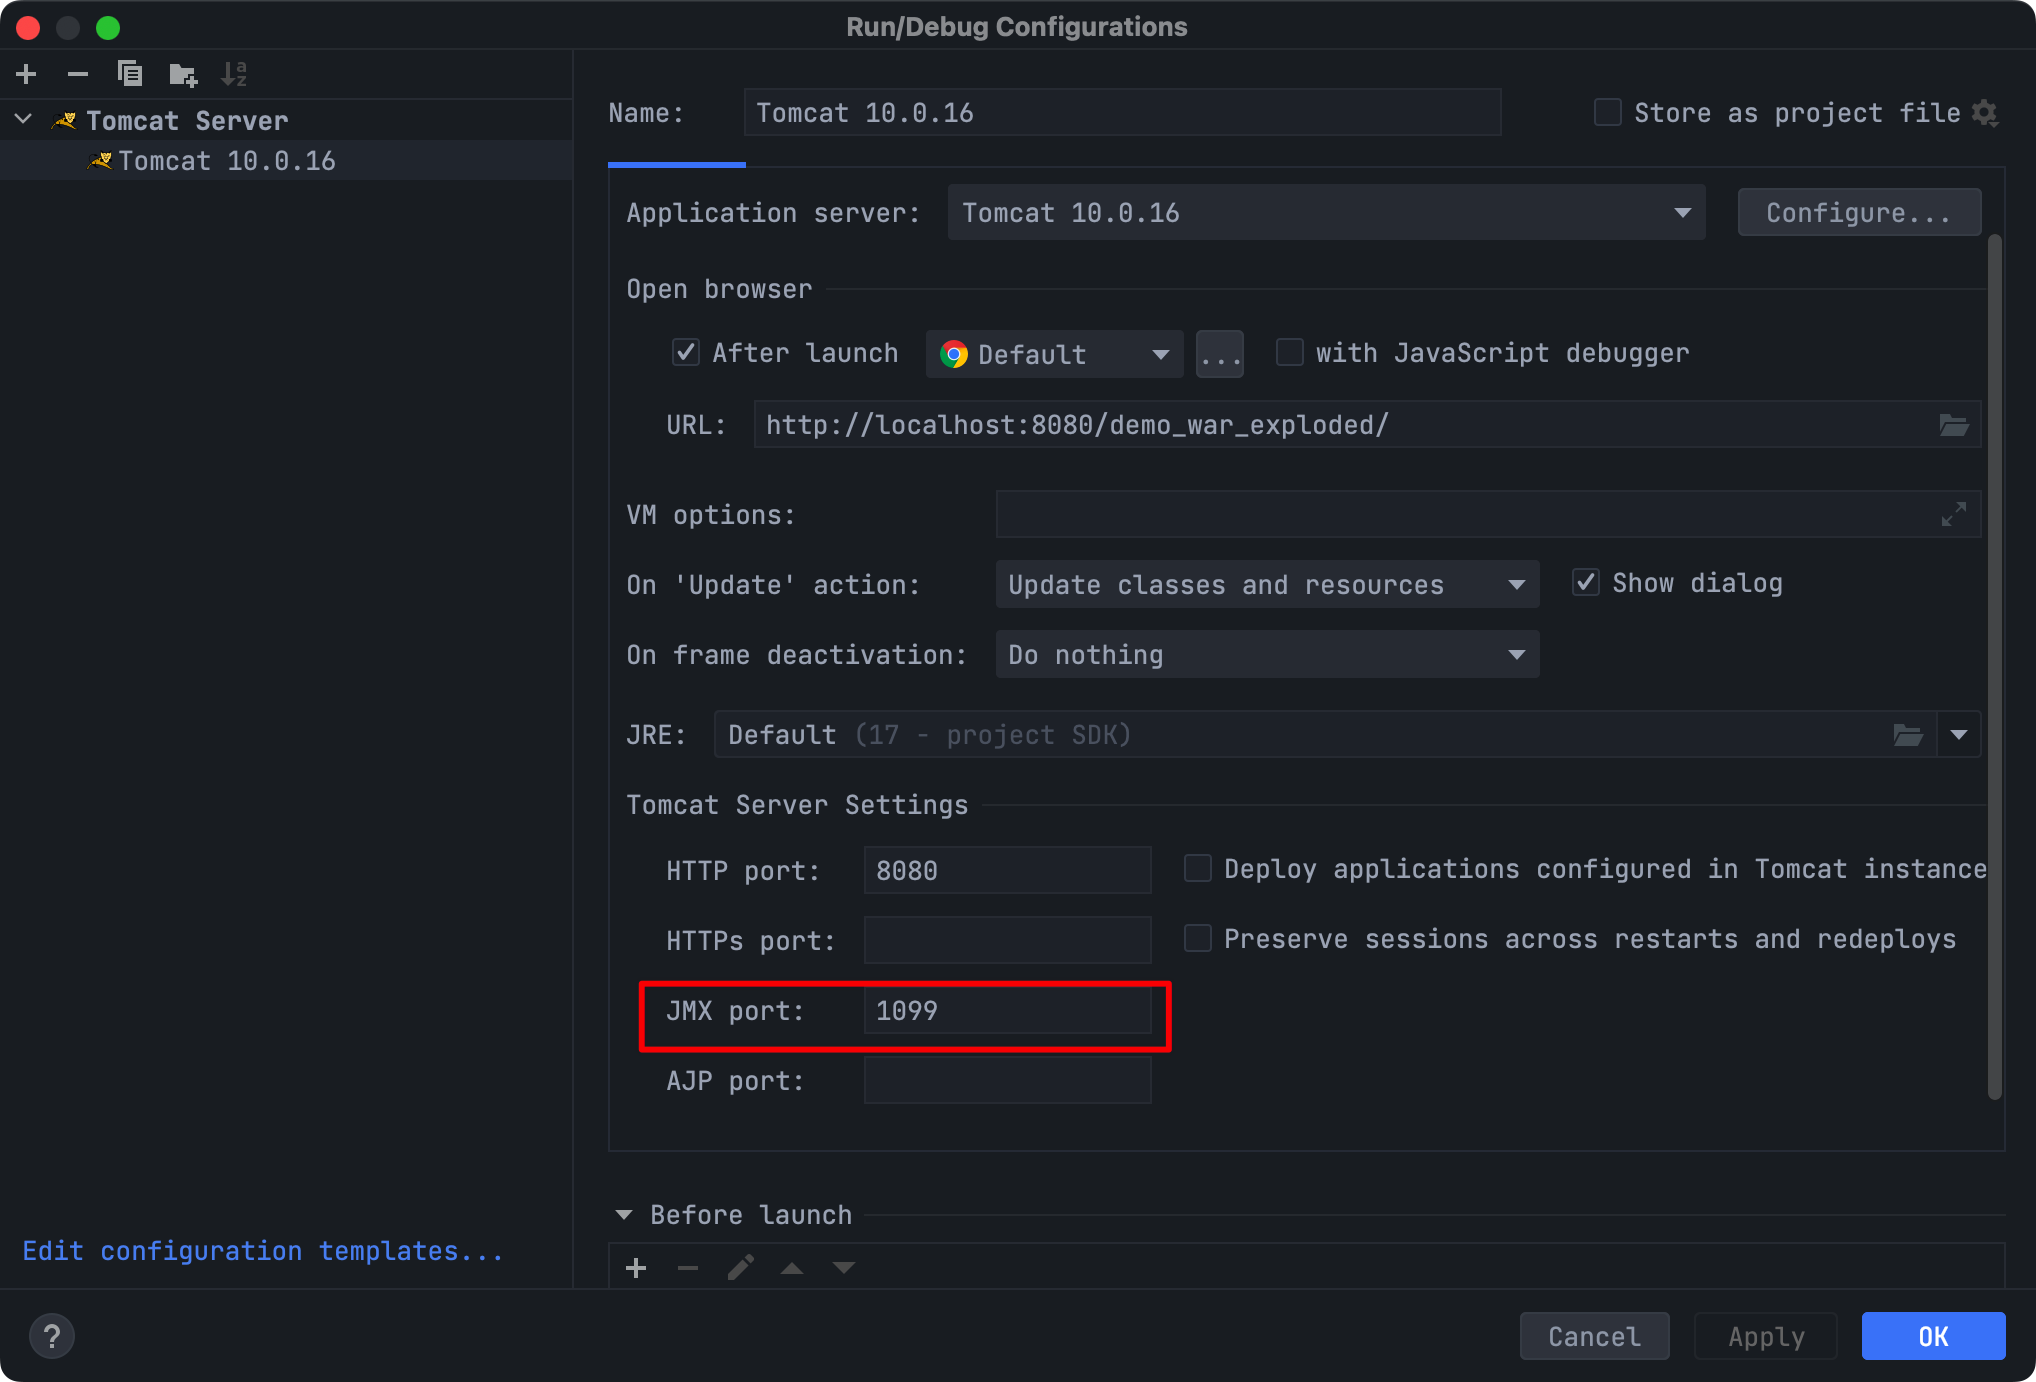 Run/Debug Configurations
Tomcat Server
Tomcat 10.0.16
Name: Tomcat 10.0.16 Store as project file
Application server: Tomcat 10.0.16 Configure...
Open browser
After launch Default ... with JavaScript debugger
URL: http://localhost:8080/demo_war_exploded/
VM options:
On 'Update' action: Update classes and resources Show dialog
On frame deactivation: Do nothing
JRE: Default (17 - project SDK)
Tomcat Server Settings
HTTP port: 8080 Deploy applications configured in Tomcat instance
HTTPs port: Preserve sessions across restarts and redeploys
JMX port: 1099
AJP port:
Before launch
Edit configuration templates...
? Cancel Apply OK